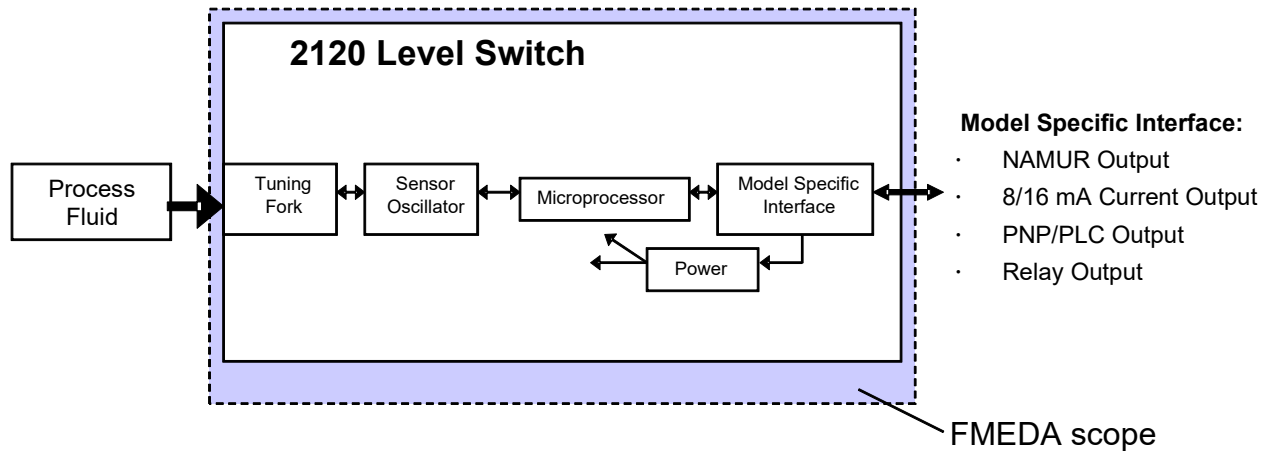 2120 Level Switch
Process
Fluid
Tuning
Fork
Sensor
Oscillator
Microprocessor
Model Specific
Interface
Power
Model Specific Interface:
· NAMUR Output
· 8/16 mA Current Output
· PNP/PLC Output
· Relay Output
FMEDA scope